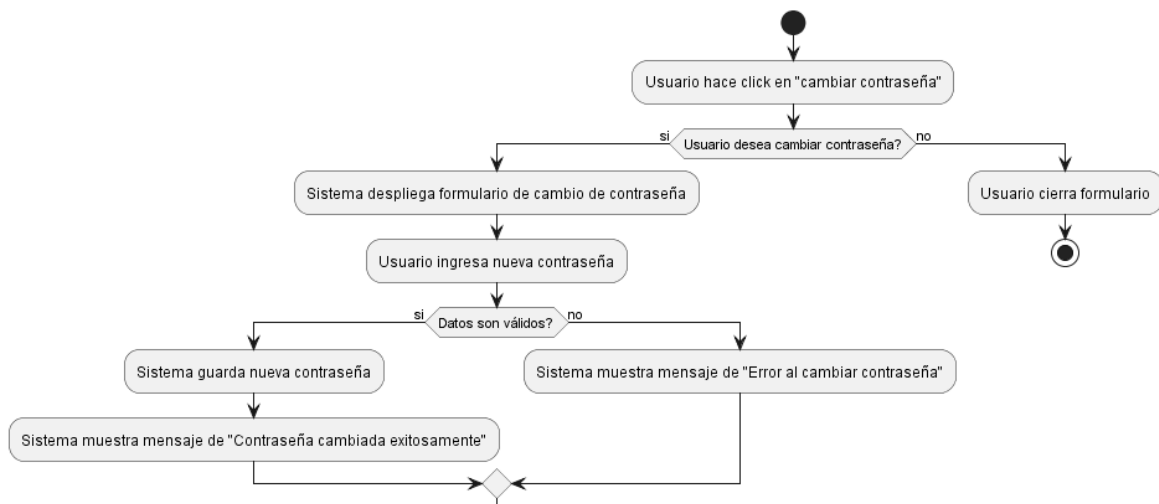 Usuario hace click en "cambiar contraseña"
si
Usuario desea cambiar contraseña?
no
Sistema despliega formulario de cambio de contraseña
Usuario cierra formulario
Usuario ingresa nueva contraseña
si
Datos son válidos?
no
Sistema guarda nueva contraseña
Sistema muestra mensaje de "Error al cambiar contraseña"
Sistema muestra mensaje de "Contraseña cambiada exitosamente"